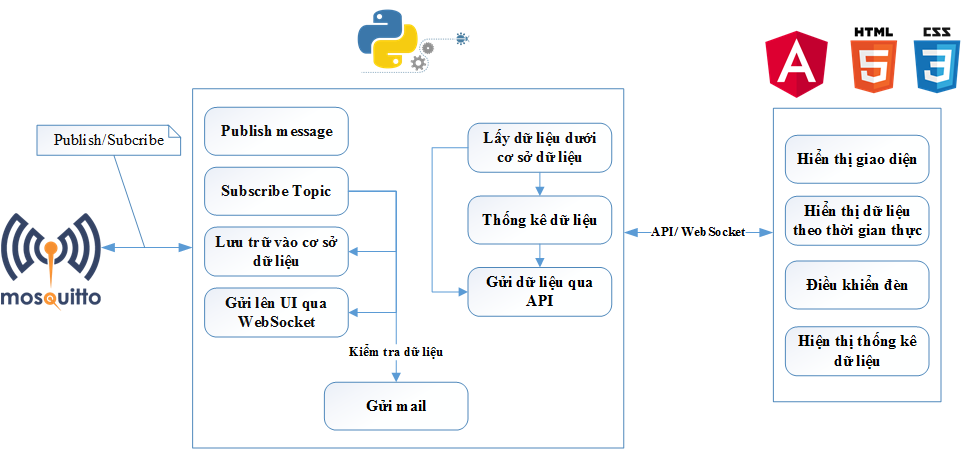 HTML
CSS
Publish/Subcribe
mosquitto
Publish message
Subscribe Topic
Lưu trữ vào cơ sở
dữ liệu
Gửi lên UI qua
WebSocket
Kiểm tra dữ liệu
Gửi mail
Lấy dữ liệu dưới
cơ sở dữ liệu
Thống kê dữ liệu
Gửi dữ liệu qua
API
API/ WebSocket
Hiển thị giao diện
Hiển thị dữ liệu
theo thời gian thực
Điều khiển đèn
Hiện thị thống kê
dữ liệu